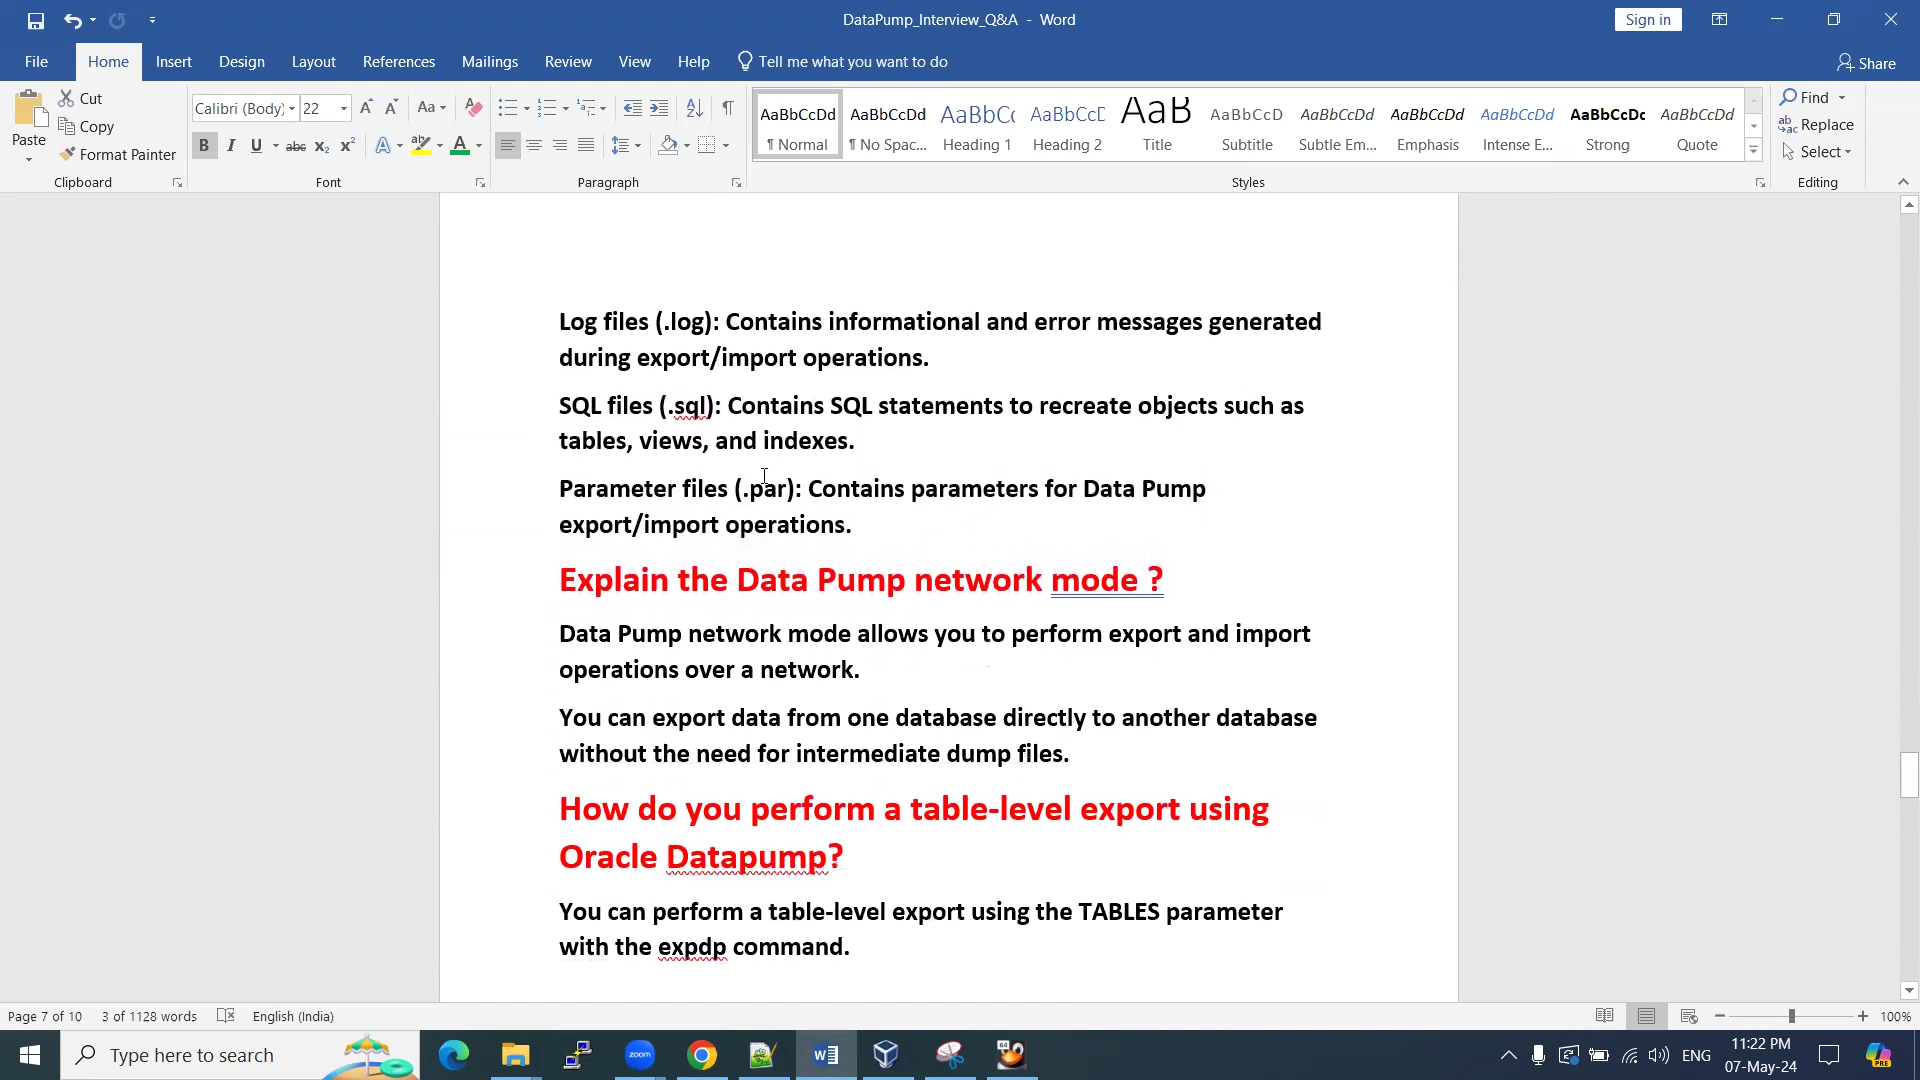 DataPump_Interview_Q&A - Word
Sign in
File Home Insert Design Layout References Mailings Review View Help Tell me what you want to do Share
Paste Cut Copy Format Painter
Calibri (Body) 22
Aa
AaBbCcDd AaBbCcDd AaBbCc AaBbCcD AaB AaBbCcD AaBbCcDd AaBbCcDd AaBbCcDd AaBbCcDc AaBbCcDd
¶ Normal ¶ No Spac... Heading 1 Heading 2 Title Subtitle Subtle Em... Emphasis Intense E... Strong Quote
Find
Replace
Select
Clipboard Font Paragraph Styles Editing
Log files (.log): Contains informational and error messages generated
during export/import operations.
SQL files (.sql): Contains SQL statements to recreate objects such as
tables, views, and indexes.
Parameter files (.par): Contains parameters for Data Pump
export/import operations.
Explain the Data Pump network mode ?
Data Pump network mode allows you to perform export and import
operations over a network.
You can export data from one database directly to another database
without the need for intermediate dump files.
How do you perform a table-level export using
Oracle Datapump?
You can perform a table-level export using the TABLES parameter
with the expdp command.
Page 7 of 10 3 of 1128 words English (India) 100%
Type here to search
zoom
64
ENG
11:22 PM
07-May-24
PRE